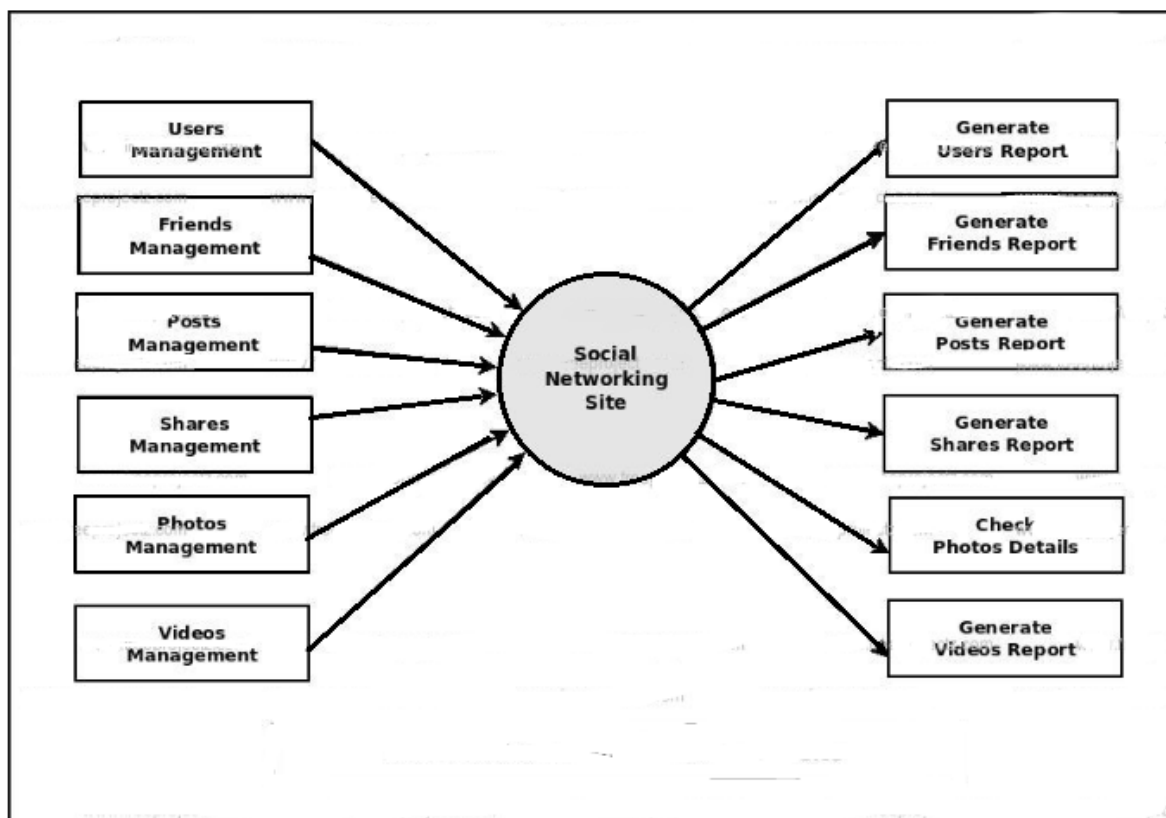 Users
Management
Friends
Management
Posts
Management
Shares
Management
Photos
Management
Videos
Management
Social
Networking
Site
Generate
Users Report
Generate
Friends Report
Generate
Posts Report
Generate
Shares Report
Check
Photos Details
Generate
Videos Report